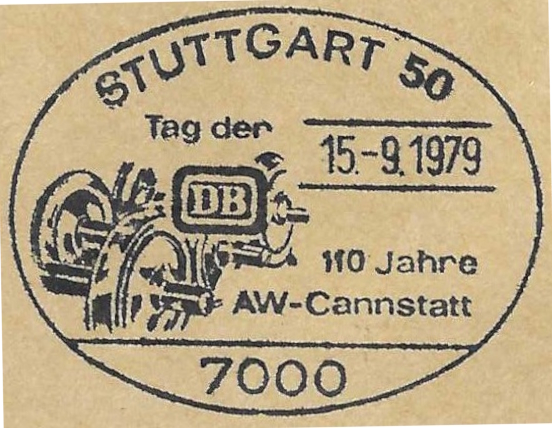 STUTTGART 50
Tag der
DB
15.-9.1979
110 Jahre
AW-Cannstatt
7000